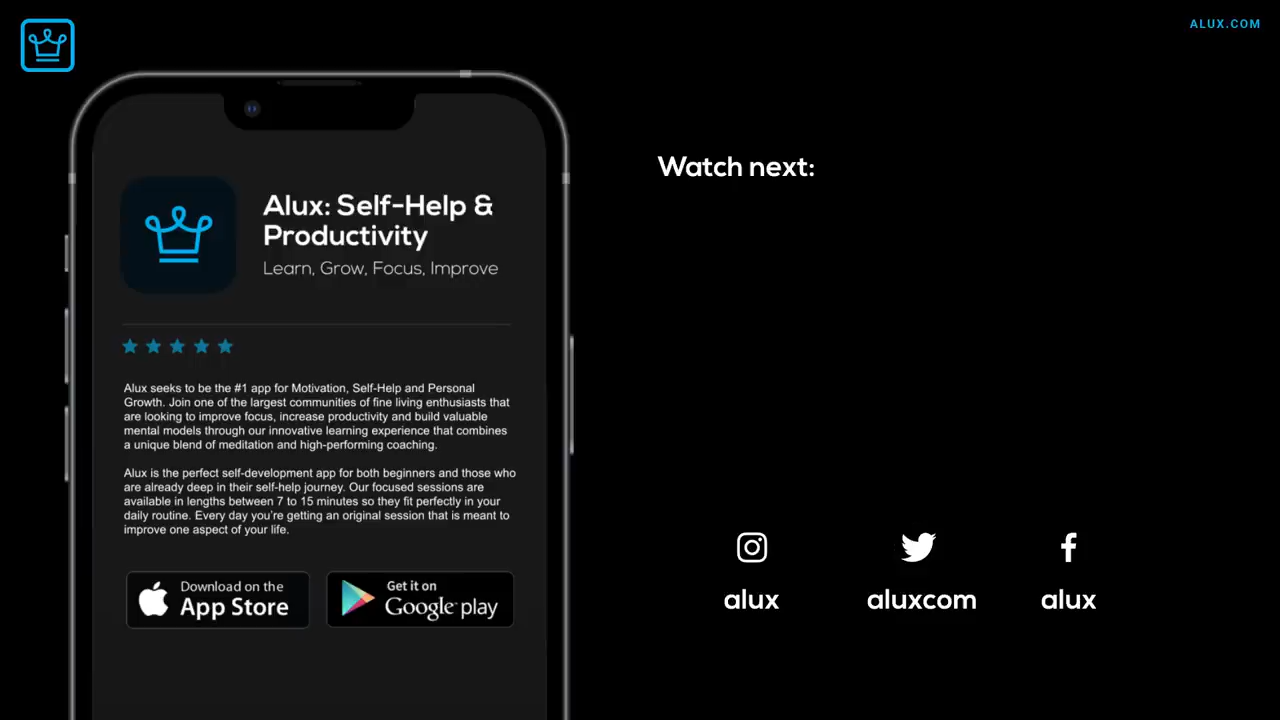 ALUX.COM
Alux: Self-Help &
Productivity
Learn, Grow, Focus, Improve
Alux seeks to be the #1 app for Motivation, Self-Help and Personal
Growth. Join one of the largest communities of fine living enthusiasts that
are looking to improve focus, increase productivity and build valuable
mental models through our innovative learning experience that combines
a unique blend of meditation and high-performing coaching.
Alux is the perfect self-development app for both beginners and those who
are already deep in their self-help journey. Our focused sessions are
available in lengths between 7 to 15 minutes so they fit perfectly in your
daily routine. Every day you're getting an original session that is meant to
improve one aspect of your life.
Download on the
App Store
Get it on
Google play
Watch next:
alux
aluxcom
alux